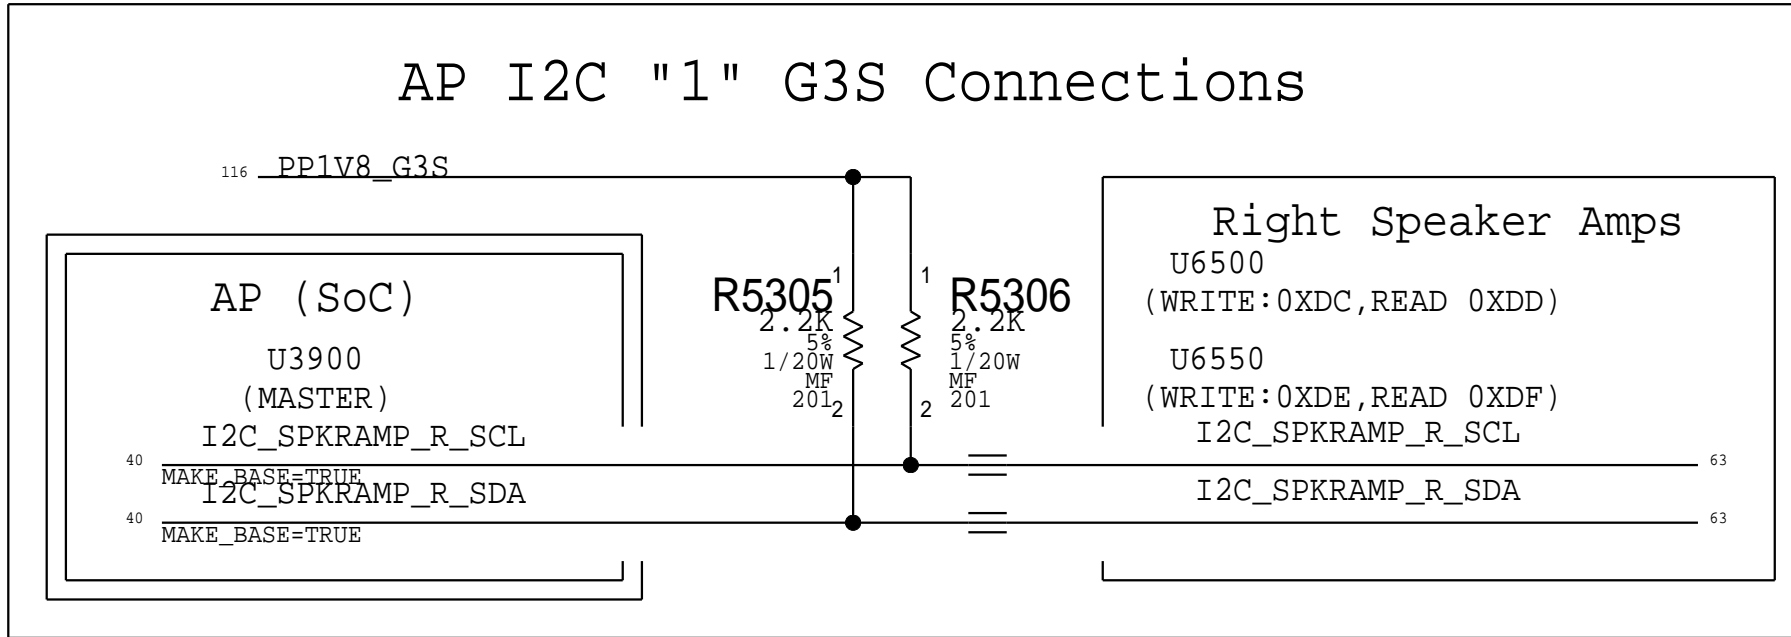 AP I2C "1" G3S Connections
116 PP1V8_G3S
AP (SoC)
U3900
(MASTER)
I2C_SPKRAMP_R_SCL
40
MAKE_BASE=TRUE
I2C_SPKRAMP_R_SDA
40
MAKE_BASE=TRUE
R5305
2.2K
5%
1/20W
MF
201
1
2
1
2
R5306
2.2K
5%
1/20W
MF
201
Right Speaker Amps
U6500
(WRITE:0XDC,READ 0XDD)
U6550
(WRITE:0XDE,READ 0XDF)
I2C_SPKRAMP_R_SCL
63
I2C_SPKRAMP_R_SDA
63